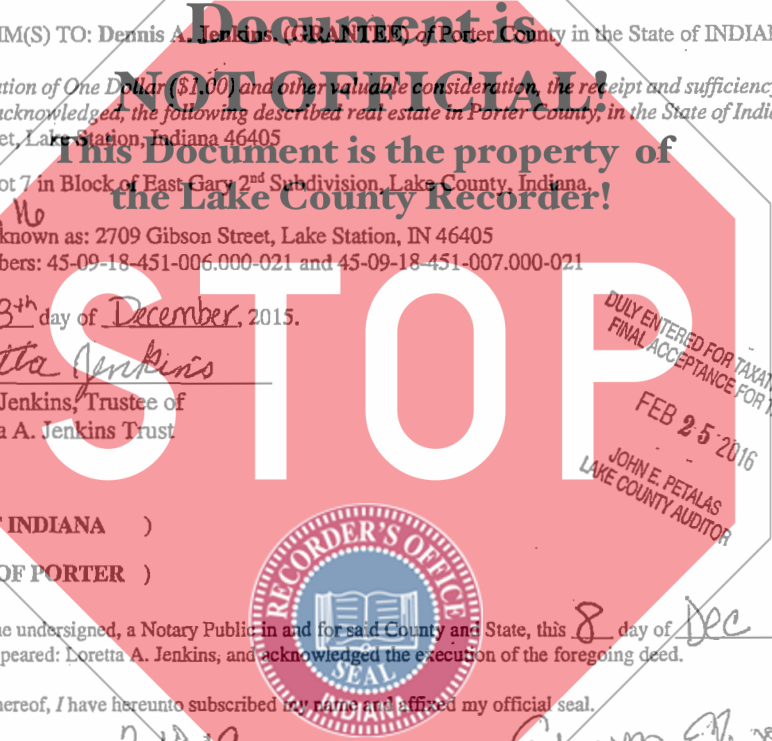 Document is
IM(S) TO: Dennis A. Jenkins. (GRANTEE) of Porter County in the State of INDIA
NOT OFFICIAL!
ation of One Dollar ($1.00) and other valuable consideration, the receipt and sufficiency
acknowledged, the following described real estate in Porter County, in the State of Indi
et, Lake Station, Indiana 46405
This Document is the property of
ot 7 in Block of East Gary 2nd Subdivision, Lake County, Indiana.
the Lake County Recorder!
16
known as: 2709 Gibson Street, Lake Station, IN 46405
bers: 45-09-18-451-006.000-021 and 45-09-18-451-007.000-021
STOP
8th day of December, 2015.
tta Jenkins
Jenkins, Trustee of
a A. Jenkins Trust
DULY ENTERED FOR TAXAT
FINAL ACCEPTANCE FOR T
FEB 25 2016
JOHN E. PETALAS
LAKE COUNTY AUDITOR
INDIANA )
OF PORTER )
RECORDER'S OFFICE
SEAL
INDIANA
e undersigned, a Notary Public in and for said County and State, this 8 day of Dec
peared: Loretta A. Jenkins, and acknowledged the execution of the foregoing deed.
hereof, I have hereunto subscribed my name and affixed my official seal.